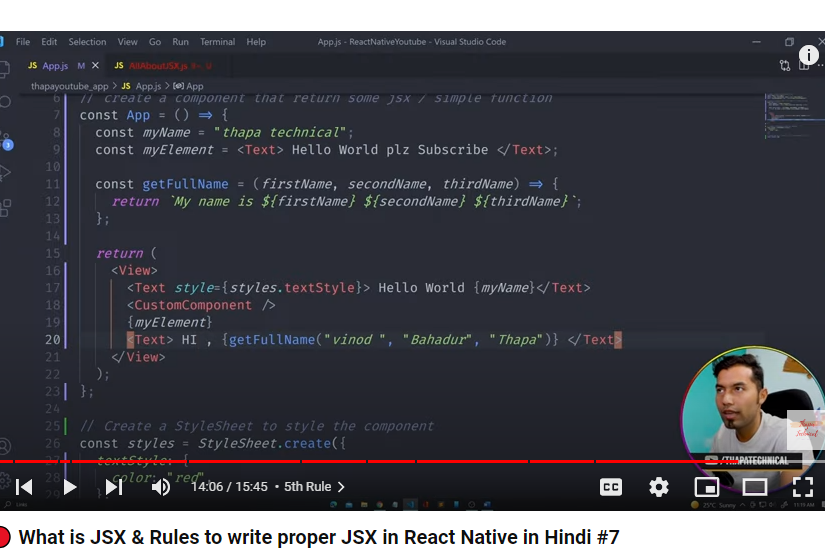 File Edit Selection View Go Run Terminal Help App.js - ReactNativeYoutube - Visual Studio Code
JS App.js M JS AllAboutJSX.js
thapayoutube_app > JS App.js > App
6 // create a component that return some jsx / simple function
7 const App = () => {
8 const myName = "thapa technical";
9 const myElement = <Text> Hello World plz Subscribe </Text>;
10
11 const getFullName = (firstName, secondName, thirdName) => {
12 return `My name is ${firstName} ${secondName} ${thirdName}`;
13 };
14
15 return (
16 <View>
17 <Text style={styles.textStyle}> Hello World {myName}</Text>
18 <CustomComponent />
19 {myElement}
20 <Text> HI , {getFullName("vinod ", "Bahadur", "Thapa")} </Text>
21 </View>
22 );
23 };
24
25 // Create a StyleSheet to style the component
26 const styles = StyleSheet.create({
27 textStyle: {
28 color: "red",
3
Thapa Technical
/THAPATECHNICAL
14:06 / 15:45 • 5th Rule >
CC
25°C Sunny
What is JSX & Rules to write proper JSX in React Native in Hindi #7